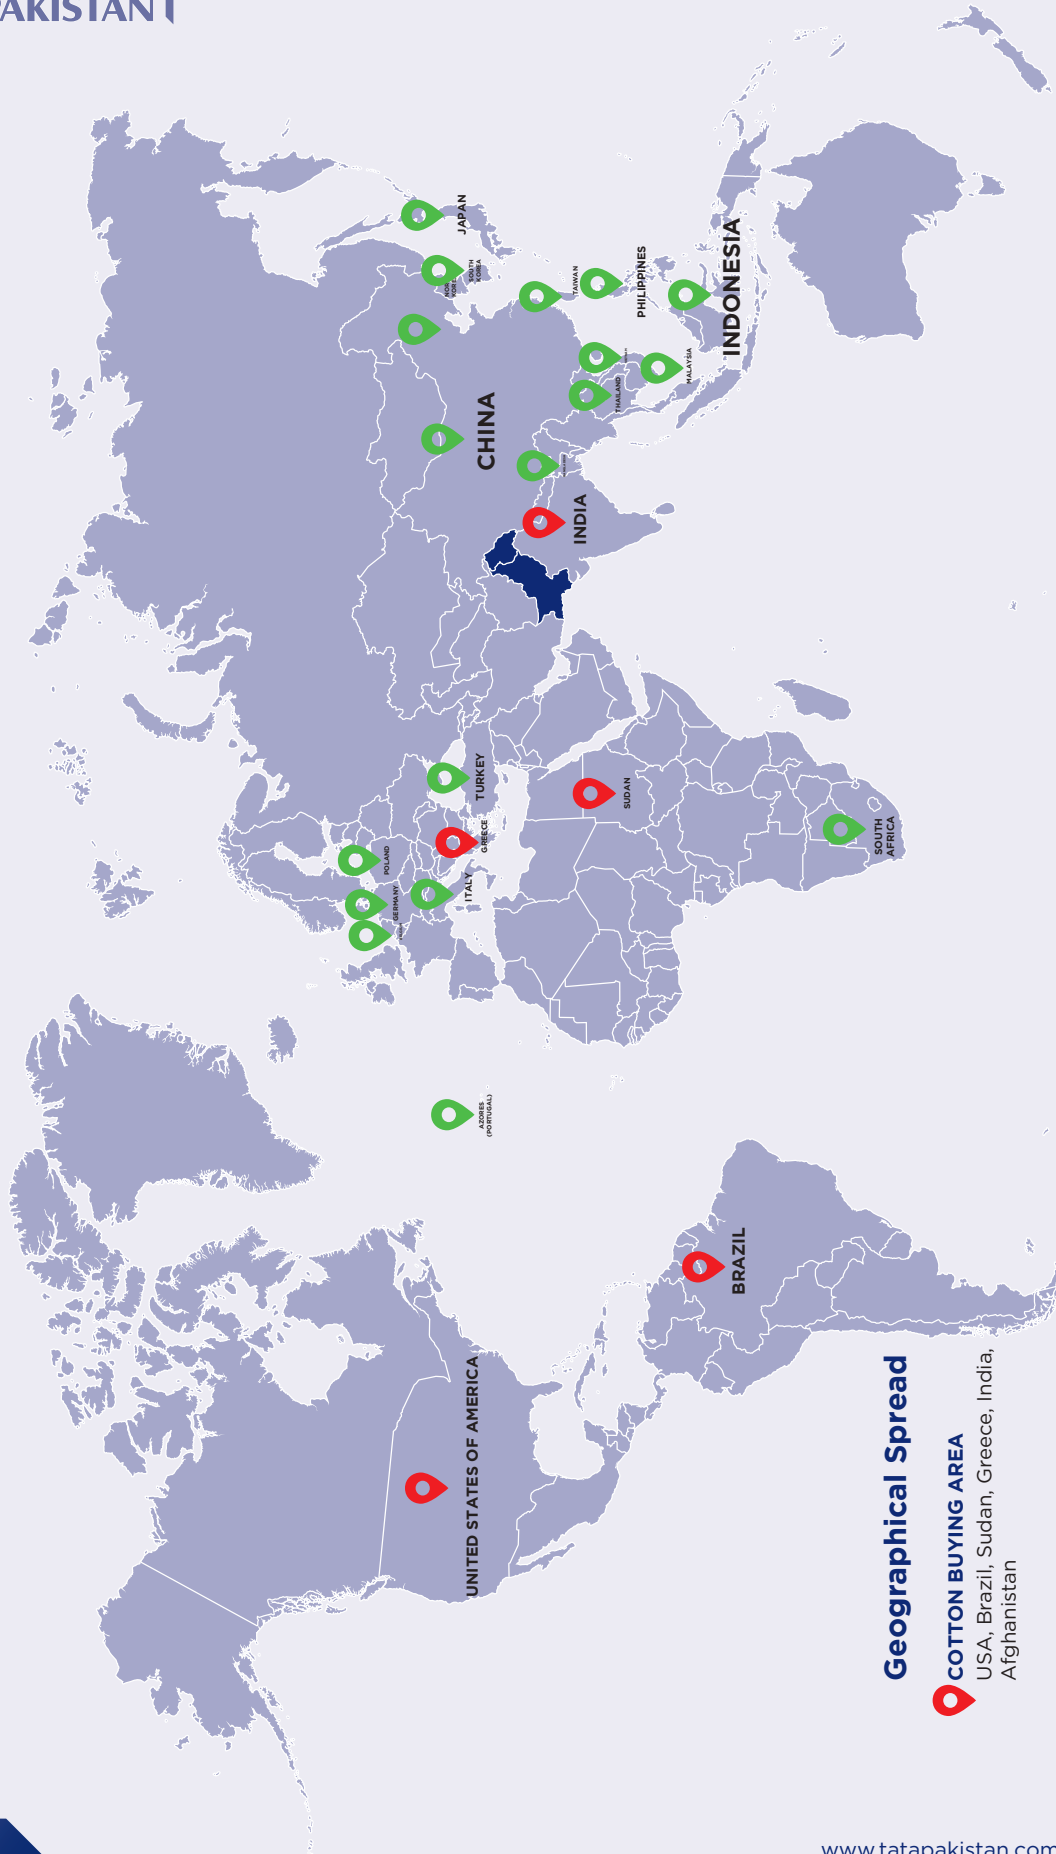 PAKISTAN
JAPAN
SOUTH
KOREA
TAIWAN
PHILIPPINES
INDONESIA
MALAYSIA
THAILAND
CHINA
INDIA
TURKEY
GREECE
ITALY
POLAND
GERMANY
SUDAN
SOUTH
AFRICA
AZORES
(PORTUGAL)
BRAZIL
UNITED STATES OF AMERICA
Geographical Spread
COTTON BUYING AREA
USA, Brazil, Sudan, Greece, India,
Afghanistan
www.tatapakistan.com